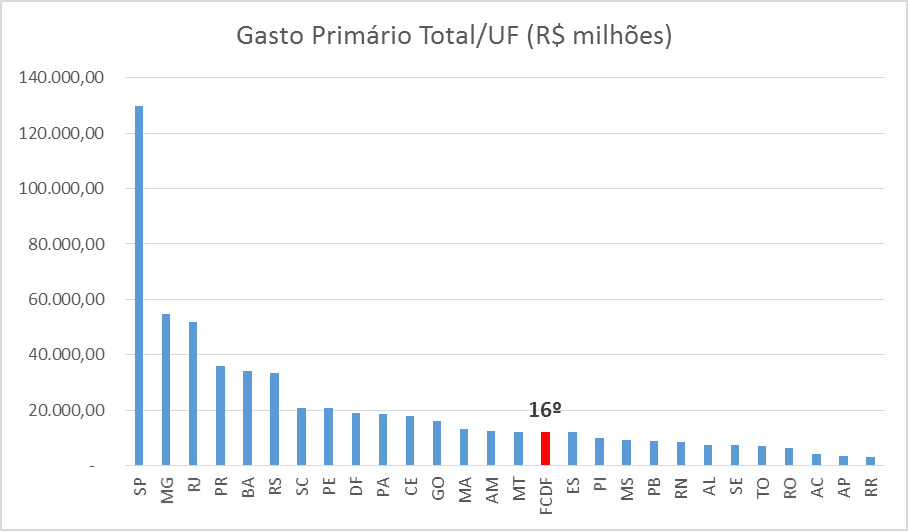 Gasto Primário Total/UF (R$ milhões)
140.000,00
120.000,00
100.000,00
80.000,00
60.000,00
40.000,00
20.000,00
-
16º
SP MG RJ PR BA RS SC PE DF PA CE GO MA AM MT FCDF ES PI MS PB RN AL SE TO RO AC AP RR